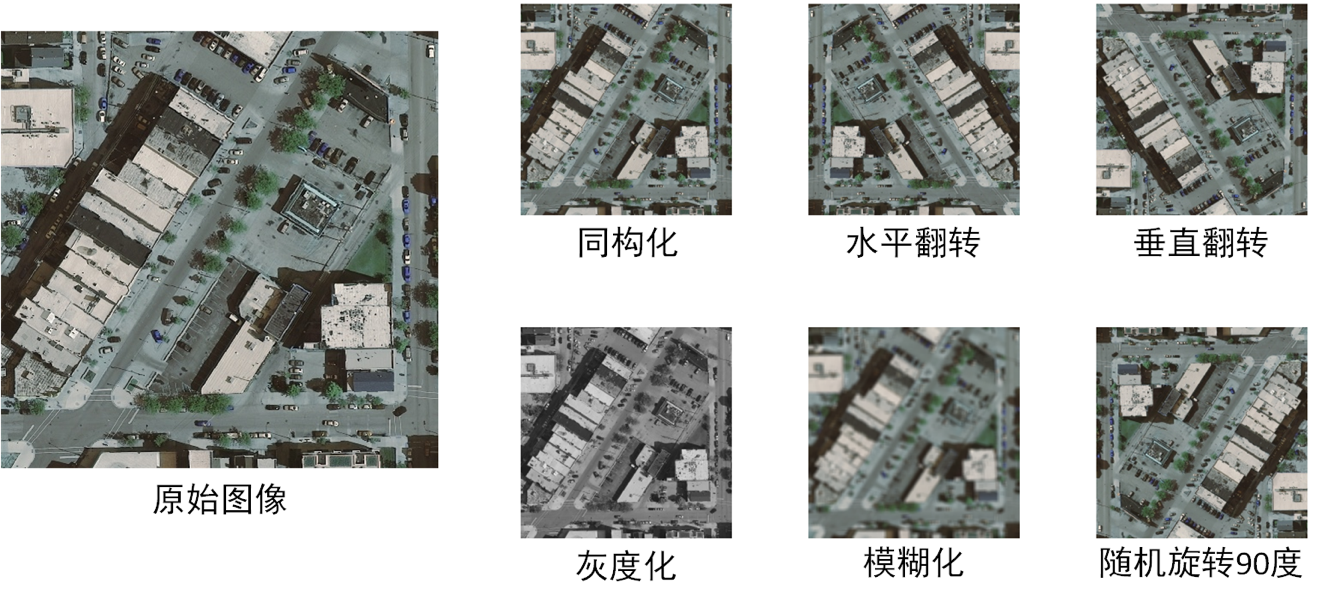 同构化
水平翻转
垂直翻转
原始图像
灰度化
模糊化
随机旋转90度